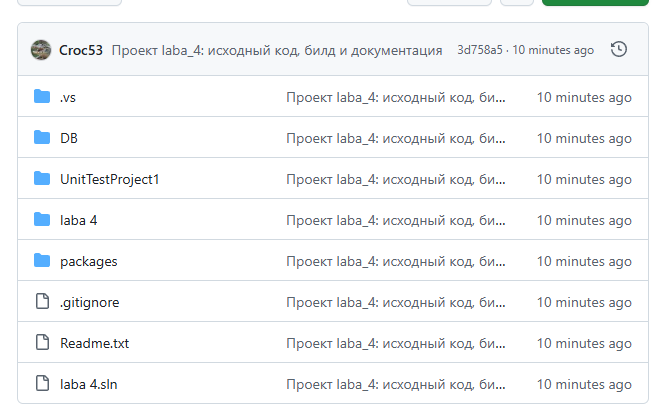 Croc53 Проект laba_4: исходный код, билд и документация 3d758a5 · 10 minutes ago
.vs Проект laba_4: исходный код, би... 10 minutes ago
DB Проект laba_4: исходный код, би... 10 minutes ago
UnitTestProject1 Проект laba_4: исходный код, би... 10 minutes ago
laba 4 Проект laba_4: исходный код, би... 10 minutes ago
packages Проект laba_4: исходный код, би... 10 minutes ago
.gitignore Проект laba_4: исходный код, би... 10 minutes ago
Readme.txt Проект laba_4: исходный код, би... 10 minutes ago
laba 4.sln Проект laba_4: исходный код, би... 10 minutes ago